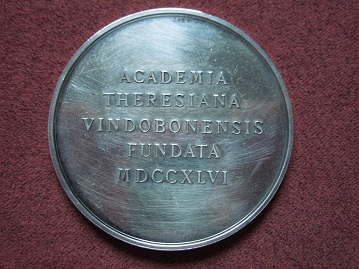 ACADEMIA
THERESIANA
VINDOBONENSIS
FUNDATA
MDCCXLVI